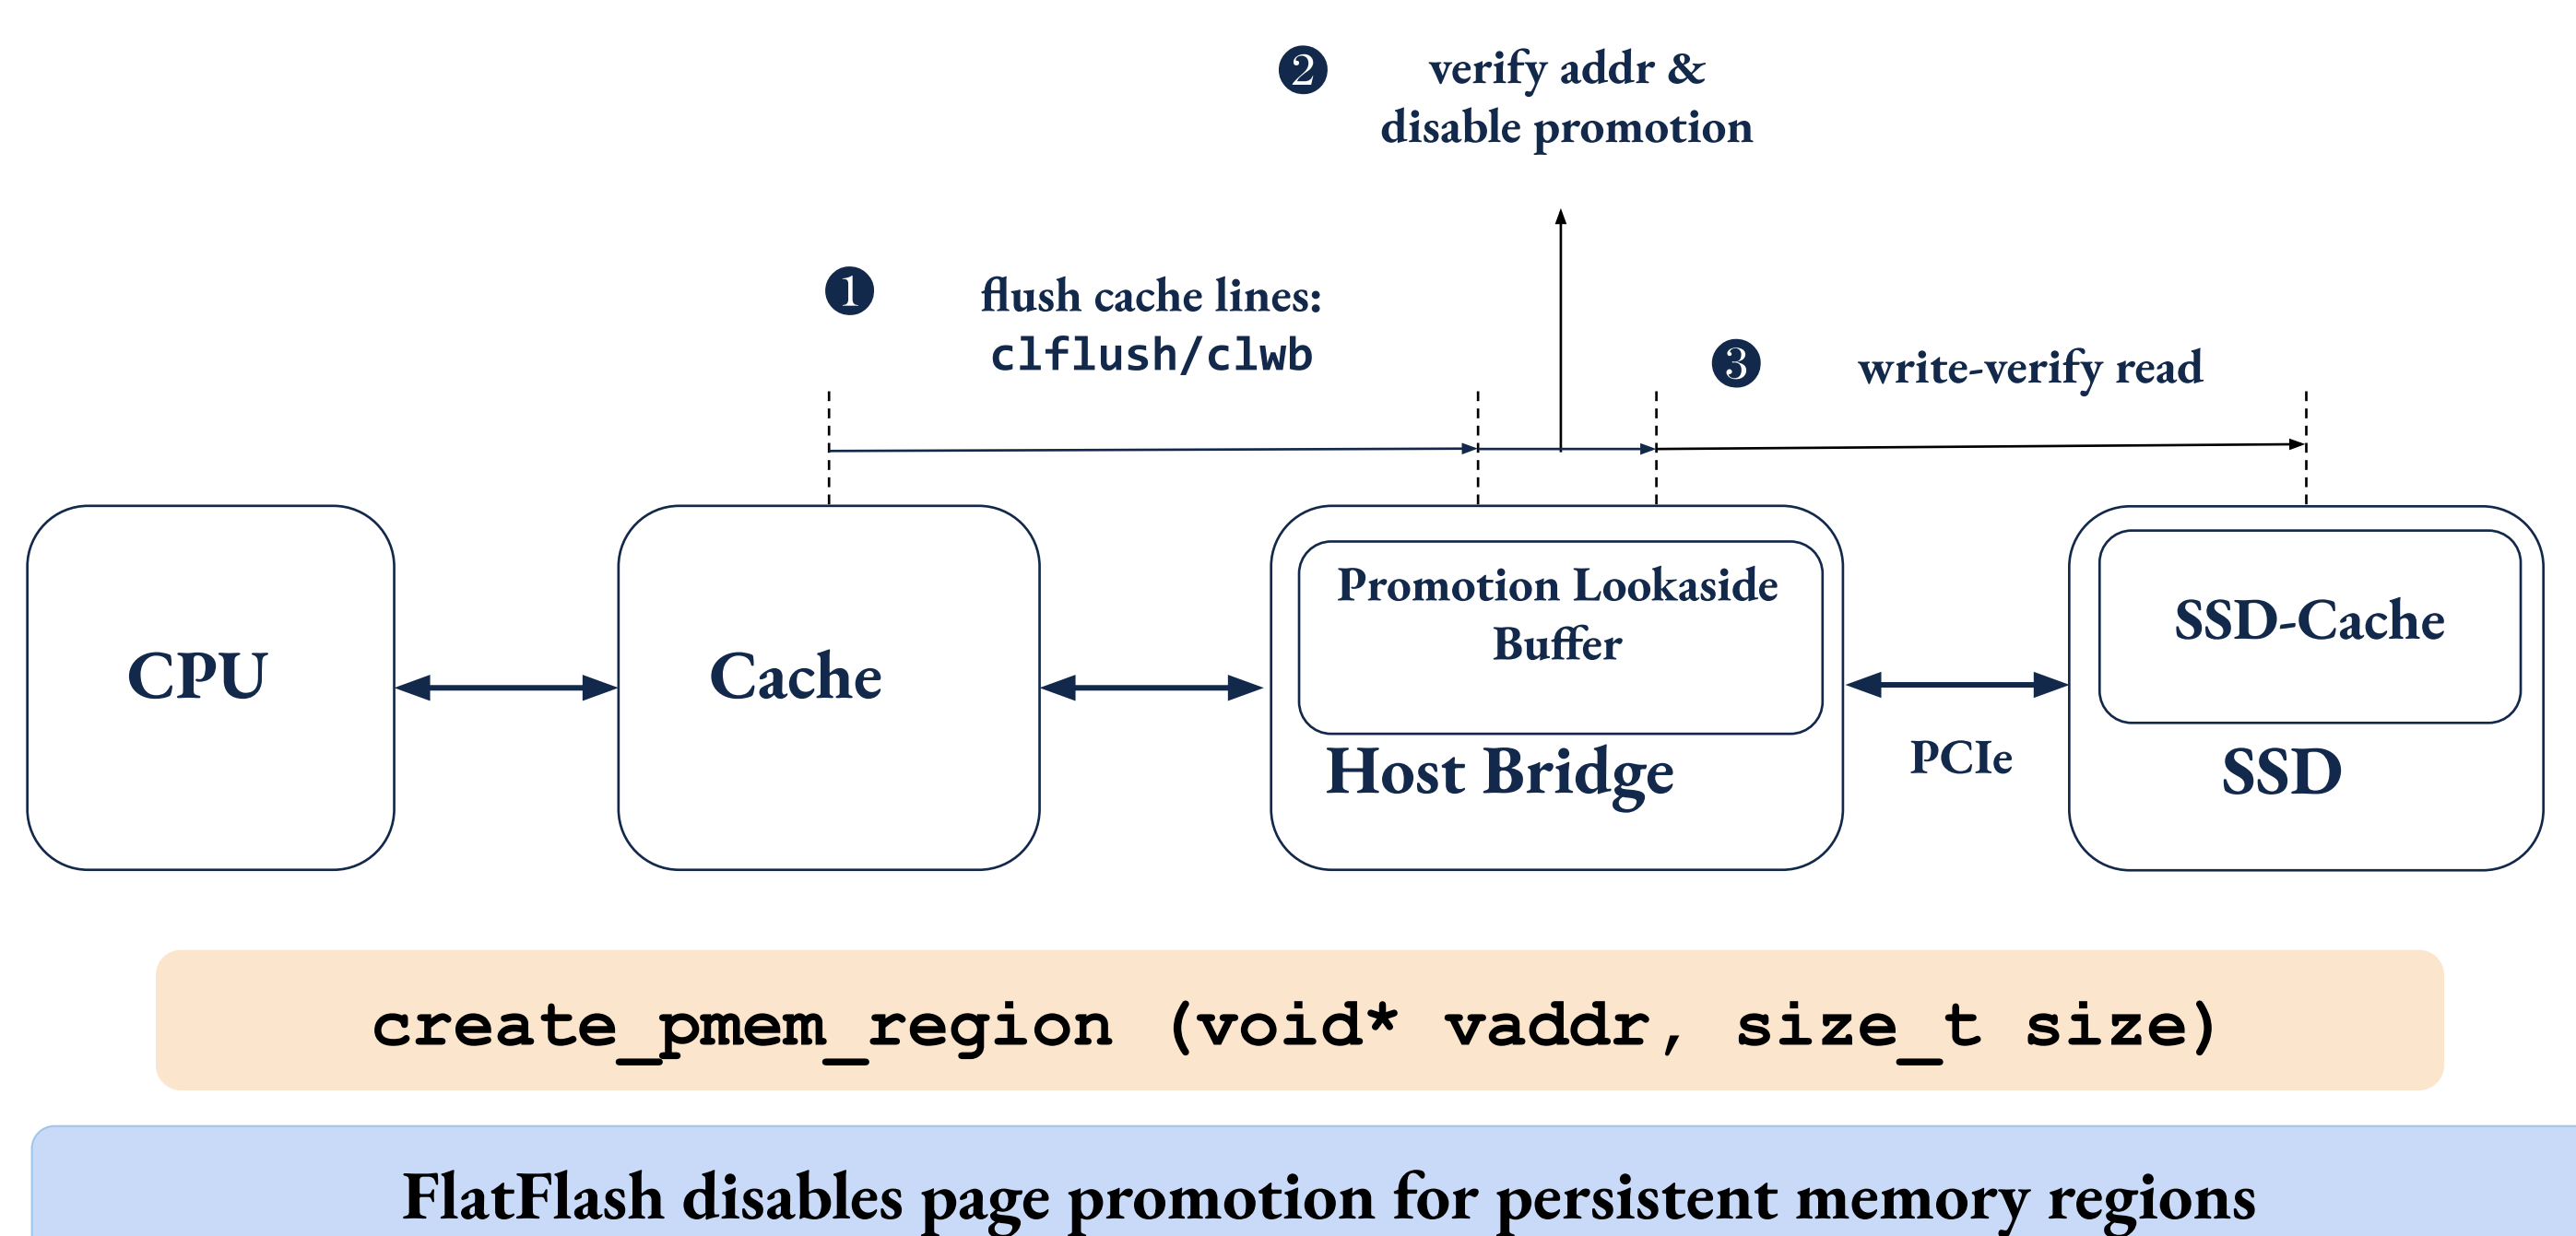 ❷ verify addr &
disable promotion
❶ flush cache lines:
clflush/clwb
❸ write-verify read
CPU
Cache
Promotion Lookaside
Buffer
Host Bridge
PCIe
SSD-Cache
SSD
create_pmem_region (void* vaddr, size_t size)
FlatFlash disables page promotion for persistent memory regions